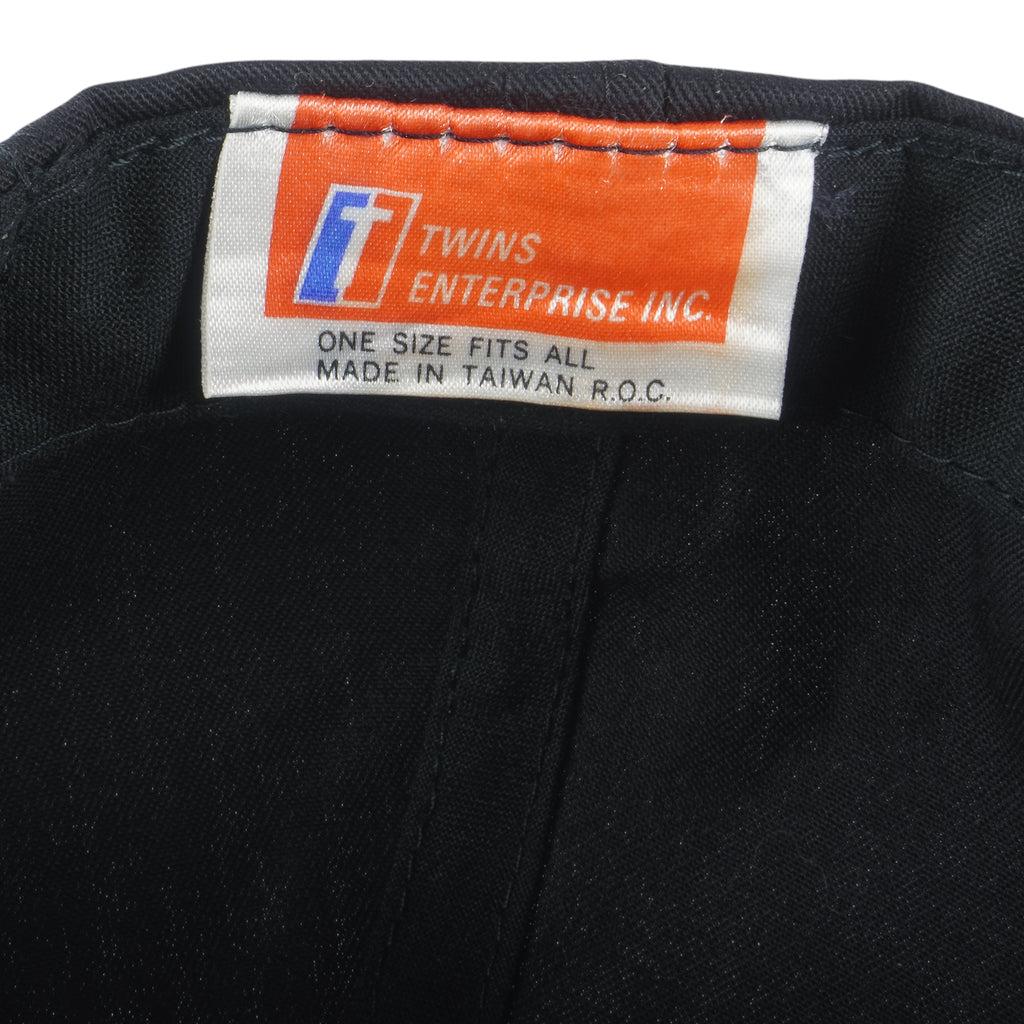 T
TWINS
ENTERPRISE INC.
ONE SIZE FITS ALL
MADE IN TAIWAN R.O.C.